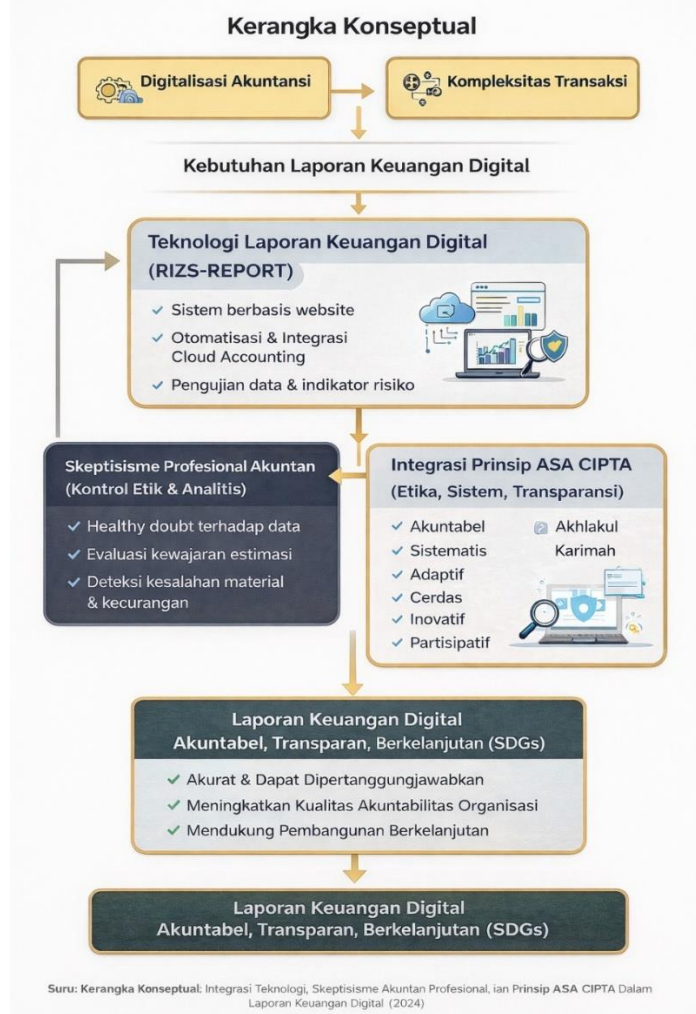 Kerangka Konseptual
Digitalisasi Akuntansi
Kompleksitas Transaksi
Kebutuhan Laporan Keuangan Digital
Teknologi Laporan Keuangan Digital
(RIZS-REPORT)
Sistem berbasis website
Otomatisasi & Integrasi
Cloud Accounting
Pengujian data & indikator risiko
Skeptisisme Profesional Akuntan
(Kontrol Etik & Analitis)
Healthy doubt terhadap data
Evaluasi kewajaran estimasi
Deteksi kesalahan material
& kecurangan
Integrasi Prinsip ASA CIPTA
(Etika, Sistem, Transparansi)
Akuntabel
Sistematis
Adaptif
Cerdas
Inovatif
Partisipatif
Akhlakul
Karimah
Laporan Keuangan Digital
Akuntabel, Transparan, Berkelanjutan (SDGs)
Akurat & Dapat Dipertanggungjawabkan
Meningkatkan Kualitas Akuntabilitas Organisasi
Mendukung Pembangunan Berkelanjutan
Laporan Keuangan Digital
Akuntabel, Transparan, Berkelanjutan (SDGs)
Suru: Kerangka Konseptual: Integrasi Teknologi, Skeptisisme Akuntan Profesional, ian Prinsip ASA CIPTA Dalam
Laporan Keuangan Digital (2024)